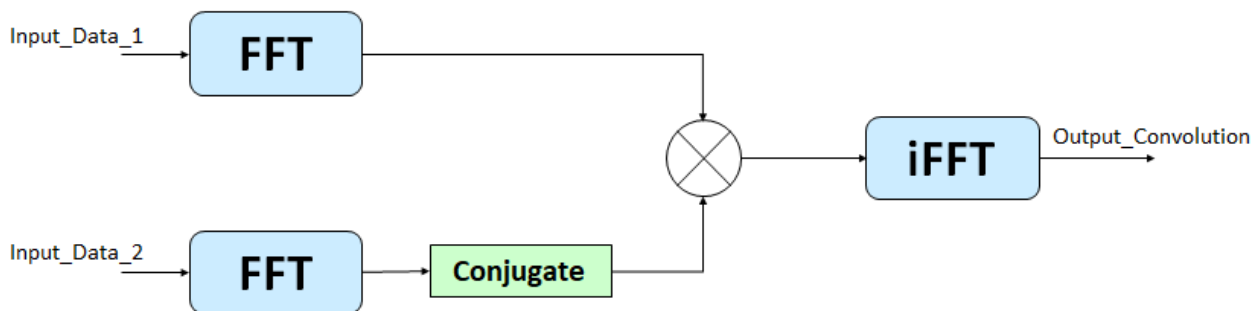 Input_Data_1
FFT
iFFT
Output_Convolution
Input_Data_2
FFT
Conjugate